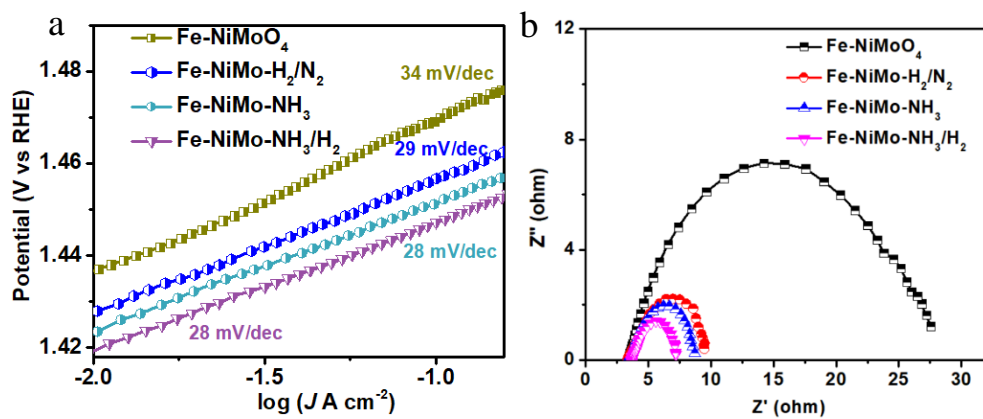 a
Fe-NiMoO₄
Fe-NiMo-H₂/N₂
Fe-NiMo-NH₃
Fe-NiMo-NH₃/H₂
34 mV/dec
29 mV/dec
28 mV/dec
28 mV/dec
1.48
1.46
1.44
1.42
Potential (V vs RHE)
-2.0
-1.5
-1.0
log (J A cm⁻²)
b
Fe-NiMoO₄
Fe-NiMo-H₂/N₂
Fe-NiMo-NH₃
Fe-NiMo-NH₃/H₂
12
8
4
0
Z'' (ohm)
0
5
10
15
20
25
30
Z' (ohm)